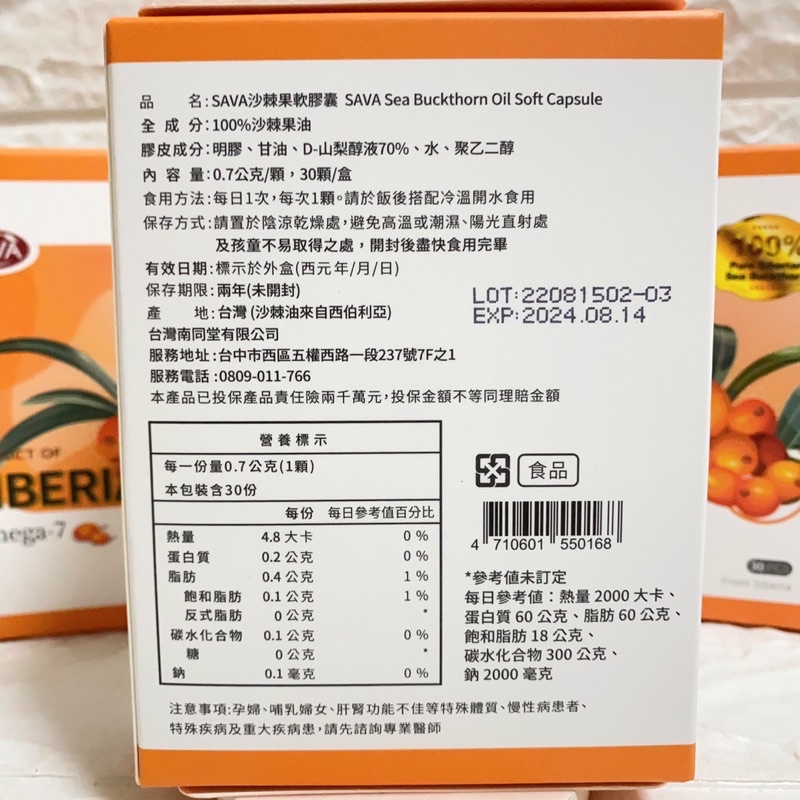 品　　名:SAVA沙棘果軟膠囊 SAVA Sea Buckthorn Oil Soft Capsule
全 成 分:100%沙棘果油
膠皮成分:明膠、甘油、D-山梨醇液70%、水、聚乙二醇
內 容 量:0.7公克/顆，30顆/盒
食用方法:每日1次，每次1顆。請於飯後搭配冷溫開水食用
保存方式:請置於陰涼乾燥處，避免高溫或潮濕、陽光直射處
及孩童不易取得之處，開封後盡快食用完畢
有效日期:標示於外盒(西元年/月/日)
保存期限:兩年(未開封)
產　　地:台灣 (沙棘油來自西伯利亞)
LOT:22081502-03
EXP:2024.08.14
台灣南同堂有限公司
服務地址:台中市西區五權西路一段237號7F之1
服務電話:0809-011-766
本產品已投保產品責任險兩千萬元，投保金額不等同理賠金額
營養標示
每一份量0.7公克(1顆)
本包裝含30份
每份 每日參考值百分比
熱量 4.8 大卡 0 %
蛋白質 0.2 公克 0 %
脂肪 0.4 公克 1 %
飽和脂肪 0.1 公克 1 %
反式脂肪 0 公克 *
碳水化合物 0.1 公克 0 %
糖 0 公克 *
鈉 0.1 毫克 0 %
食品
4 710601 550168
*參考值未訂定
每日參考值：熱量 2000 大卡、
蛋白質 60 公克、脂肪 60 公克、
飽和脂肪 18 公克、
碳水化合物 300 公克、
鈉 2000 毫克
注意事項:孕婦、哺乳婦女、肝腎功能不佳等特殊體質、慢性病患者、
特殊疾病及重大疾病患，請先諮詢專業醫師
100%
Pure Siberian
Sea Buckthorn